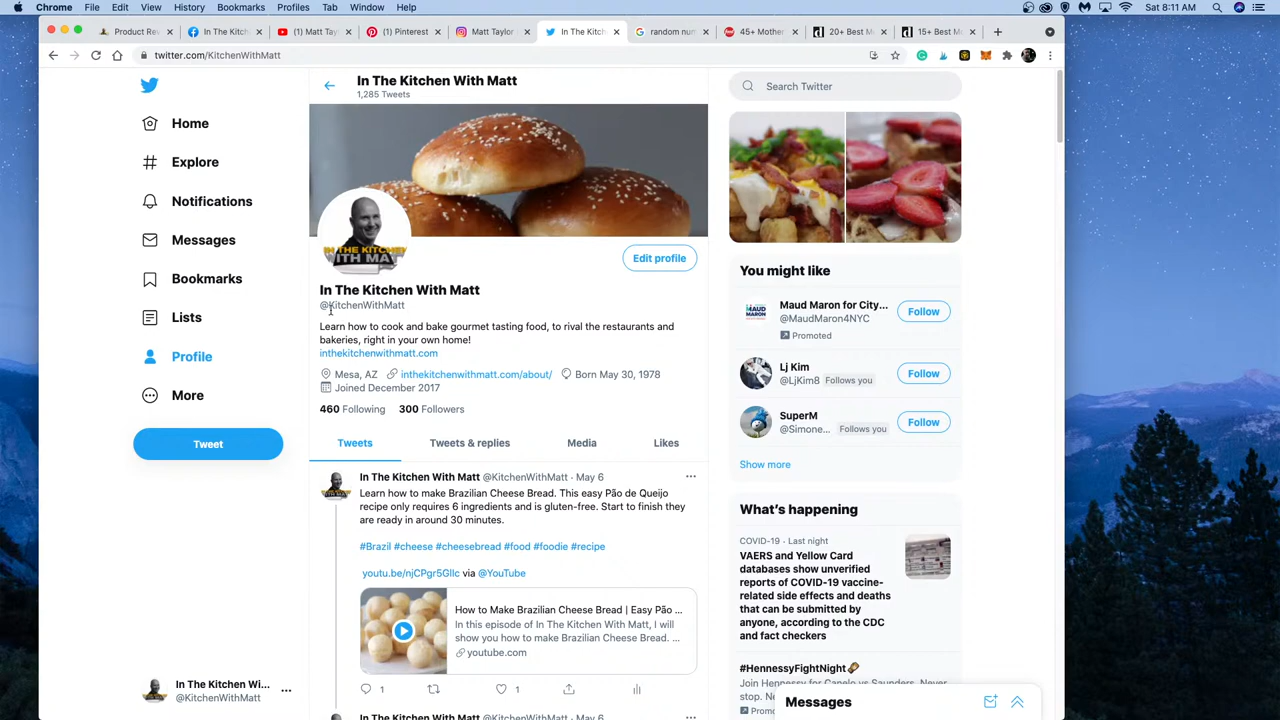 Chrome File Edit View History Bookmarks Profiles Tab Window Help Sat 8:11 AM
Product Re In The Kitch (1) Matt Tay (1) Pinterest Matt Taylor In The Kitch random num 45+ Mother 20+ Best M 15+ Best M
twitter.com/KitchenWithMatt
In The Kitchen With Matt
1,285 Tweets
Search Twitter
Home
Explore
Notifications
Messages
Bookmarks
Lists
Profile
More
Tweet
IN THE KITCHEN
WITH MATT
Edit profile
In The Kitchen With Matt
@KitchenWithMatt
Learn how to cook and bake gourmet tasting food, to rival the restaurants and
bakeries, right in your own home!
inthekitchenwithmatt.com
Mesa, AZ inthekitchenwithmatt.com/about/ Born May 30, 1978
Joined December 2017
460 Following 300 Followers
Tweets Tweets & replies Media Likes
In The Kitchen With Matt @KitchenWithMatt · May 6
Learn how to make Brazilian Cheese Bread. This easy Pão de Queijo
recipe only requires 6 ingredients and is gluten-free. Start to finish they
are ready in around 30 minutes.
#Brazil #cheese #cheesebread #food #foodie #recipe
youtu.be/njCPgr5GlIc via @YouTube
How to Make Brazilian Cheese Bread | Easy Pão ...
In this episode of In The Kitchen With Matt, I will
show you how to make Brazilian Cheese Bread. ...
youtube.com
1 1
In The Kitchen With Matt @KitchenWithMatt · May 6
In The Kitchen Wi...
@KitchenWithMatt
You might like
MAUD
MARON
Maud Maron for City...
@MaudMaron4NYC
Promoted
Follow
Lj Kim
@LjKim8 Follows you
Follow
SuperM
@Simone... Follows you
Follow
Show more
What's happening
COVID-19 · Last night
VAERS and Yellow Card
databases show unverified
reports of COVID-19 vaccine-
related side effects and deaths
that can be submitted by
anyone, according to the CDC
and fact checkers
#HennessyFightNight
Join Hennessy for Canelo vs Saunders. Never
stop. Ne
Promo
Messages